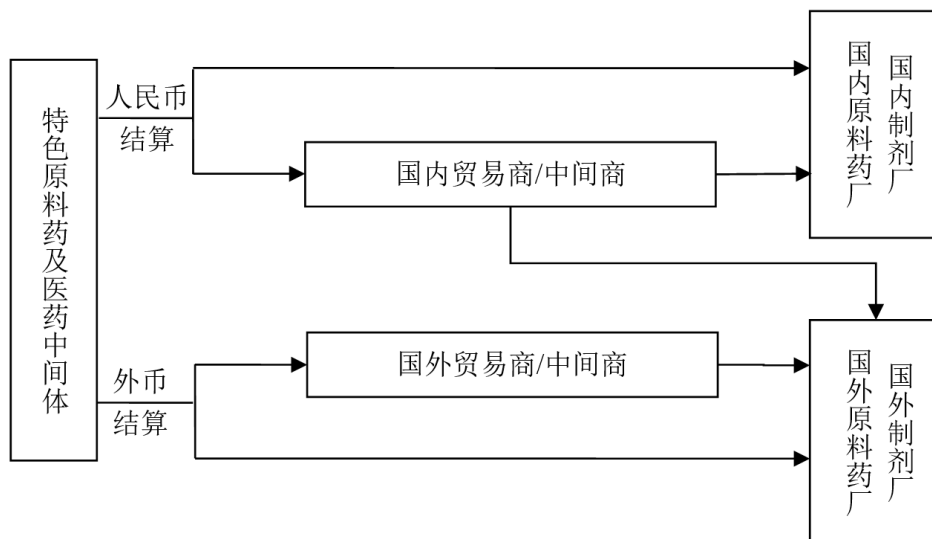 特色原料药及医药中间体
人民币
结算
国内贸易商/中间商
国内制剂厂
国内原料药厂
外币
结算
国外贸易商/中间商
国外制剂厂
国外原料药厂